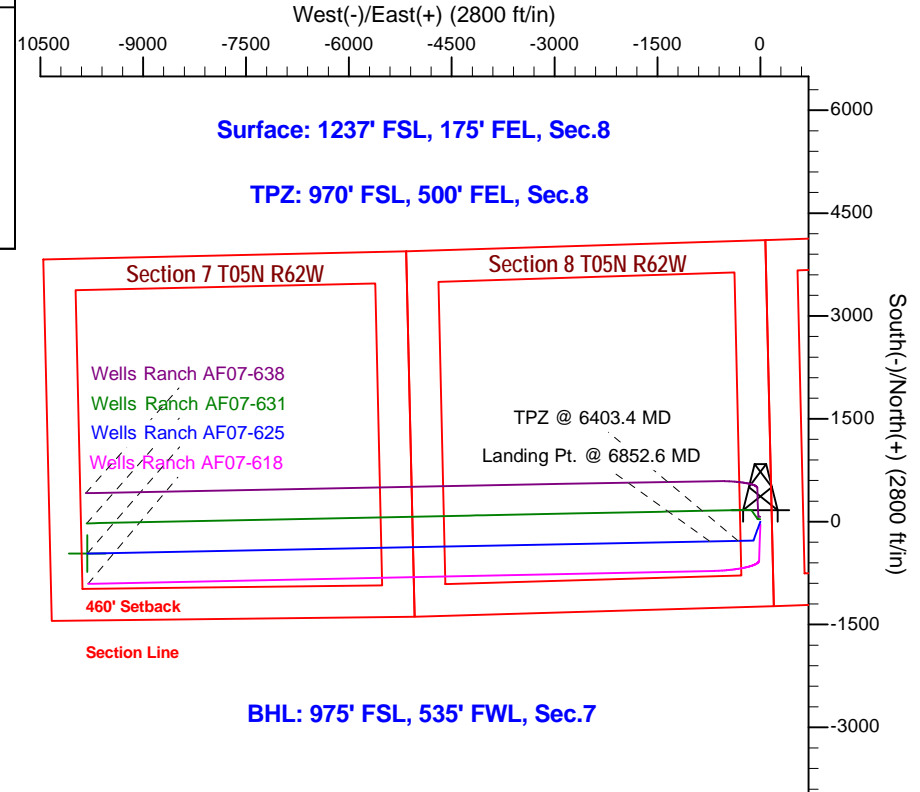 West(-)/East(+) (2800 ft/in)
10500 -9000 -7500 -6000 -4500 -3000 -1500 0
6000
Surface: 1237' FSL, 175' FEL, Sec.8
TPZ: 970' FSL, 500' FEL, Sec.8
4500
Section 7 T05N R62W
Section 8 T05N R62W
3000
South(-)/North(+) (2800 ft/in)
Wells Ranch AF07-638
Wells Ranch AF07-631
Wells Ranch AF07-625
Wells Ranch AF07-618
TPZ @ 6403.4 MD
Landing Pt. @ 6852.6 MD
1500
0
460' Setback
-1500
Section Line
BHL: 975' FSL, 535' FWL, Sec.7
-3000